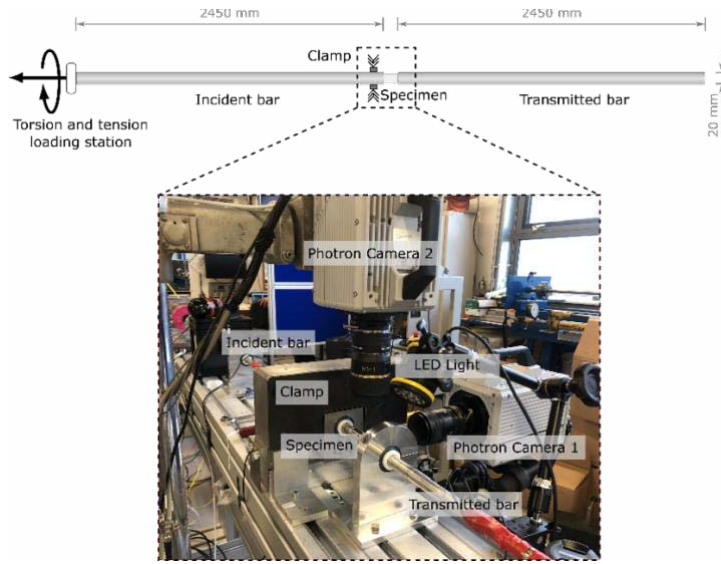 2450 mm
2450 mm
Clamp
Incident bar
Specimen
Transmitted bar
20 mm
Torsion and tension
loading station
Photron Camera 2
Incident bar
LED Light
Clamp
Specimen
Photron Camera 1
Transmitted bar